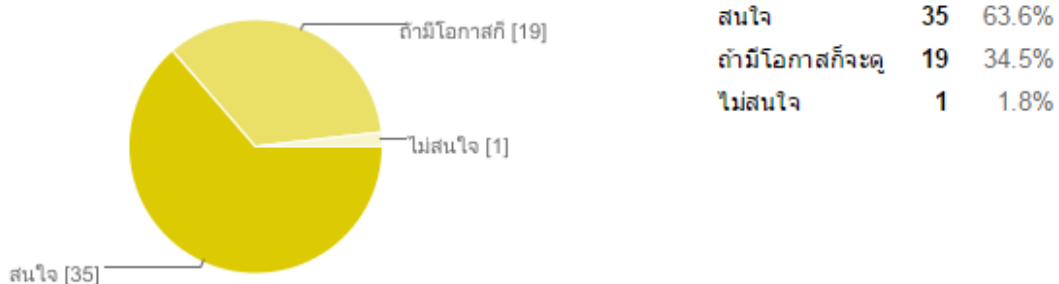 ถ้ามีโอกาสก็ [19]
ไม่สนใจ [1]
สนใจ [35]
สนใจ 35 63.6%
ถ้ามีโอกาสก็จะดู 19 34.5%
ไม่สนใจ 1 1.8%